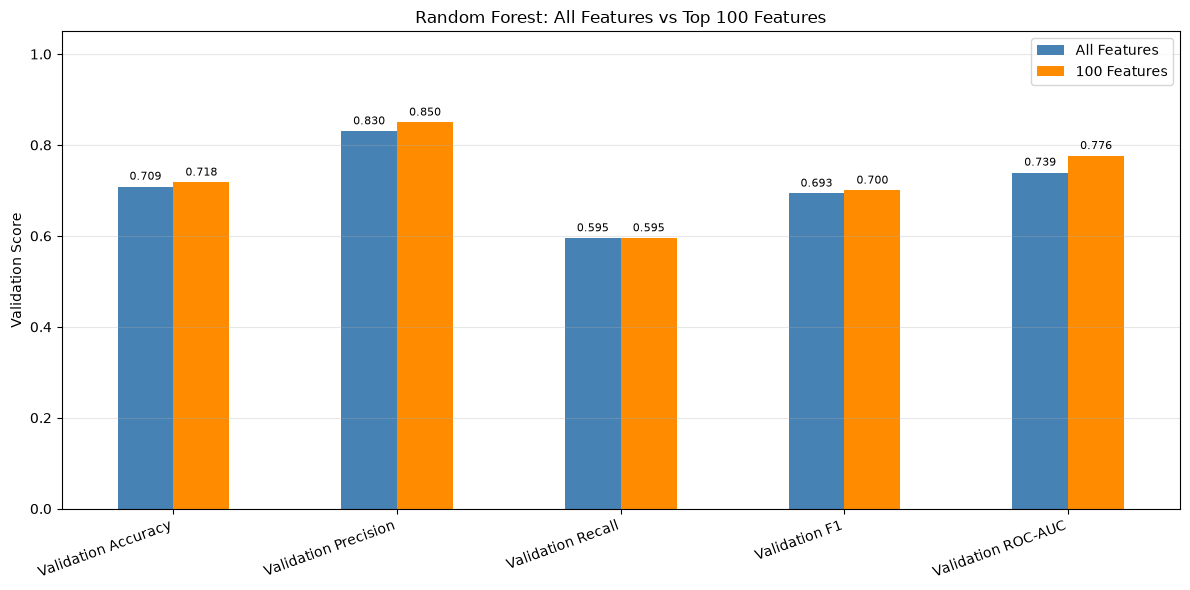 Random Forest: All Features vs Top 100 Features
All Features
100 Features
Validation Score
1.0
0.8
0.6
0.4
0.2
0.0
0.709
0.718
0.830
0.850
0.595
0.595
0.693
0.700
0.739
0.776
Validation Accuracy
Validation Precision
Validation Recall
Validation F1
Validation ROC-AUC